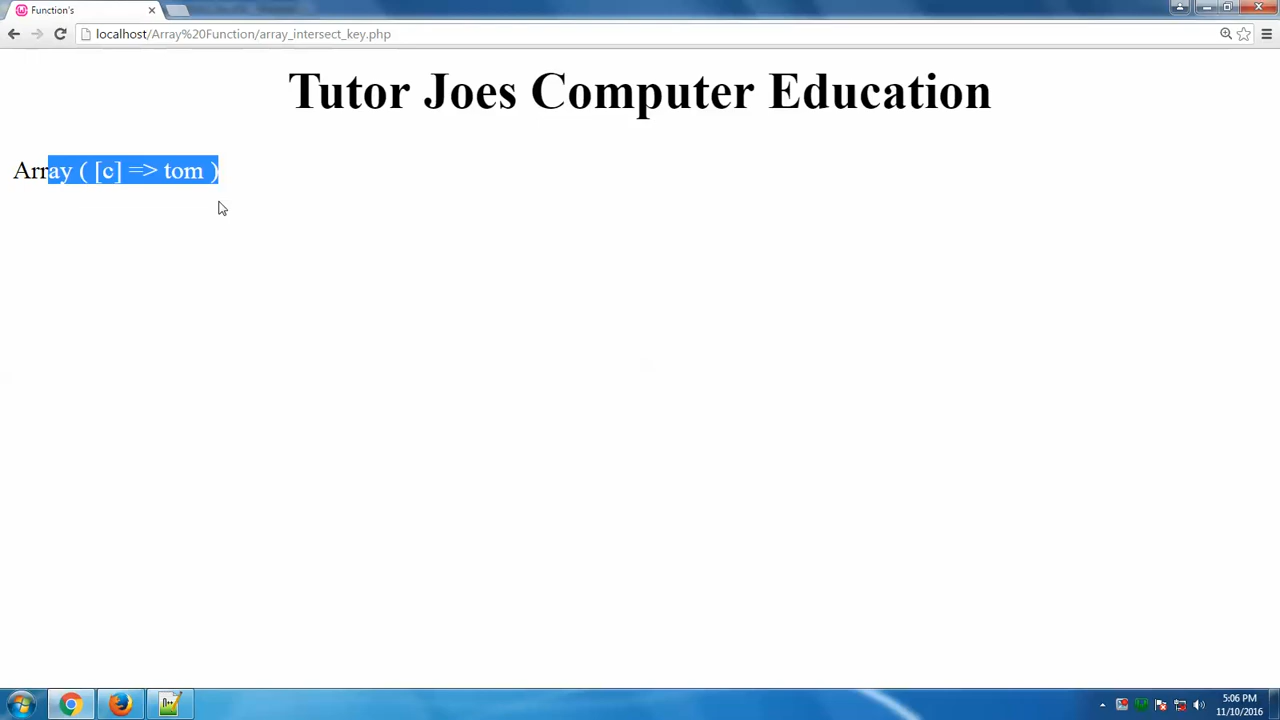 Function's
localhost/Array%20Function/array_intersect_key.php
Tutor Joes Computer Education
Array ( [c] => tom )
5:06 PM
11/10/2016